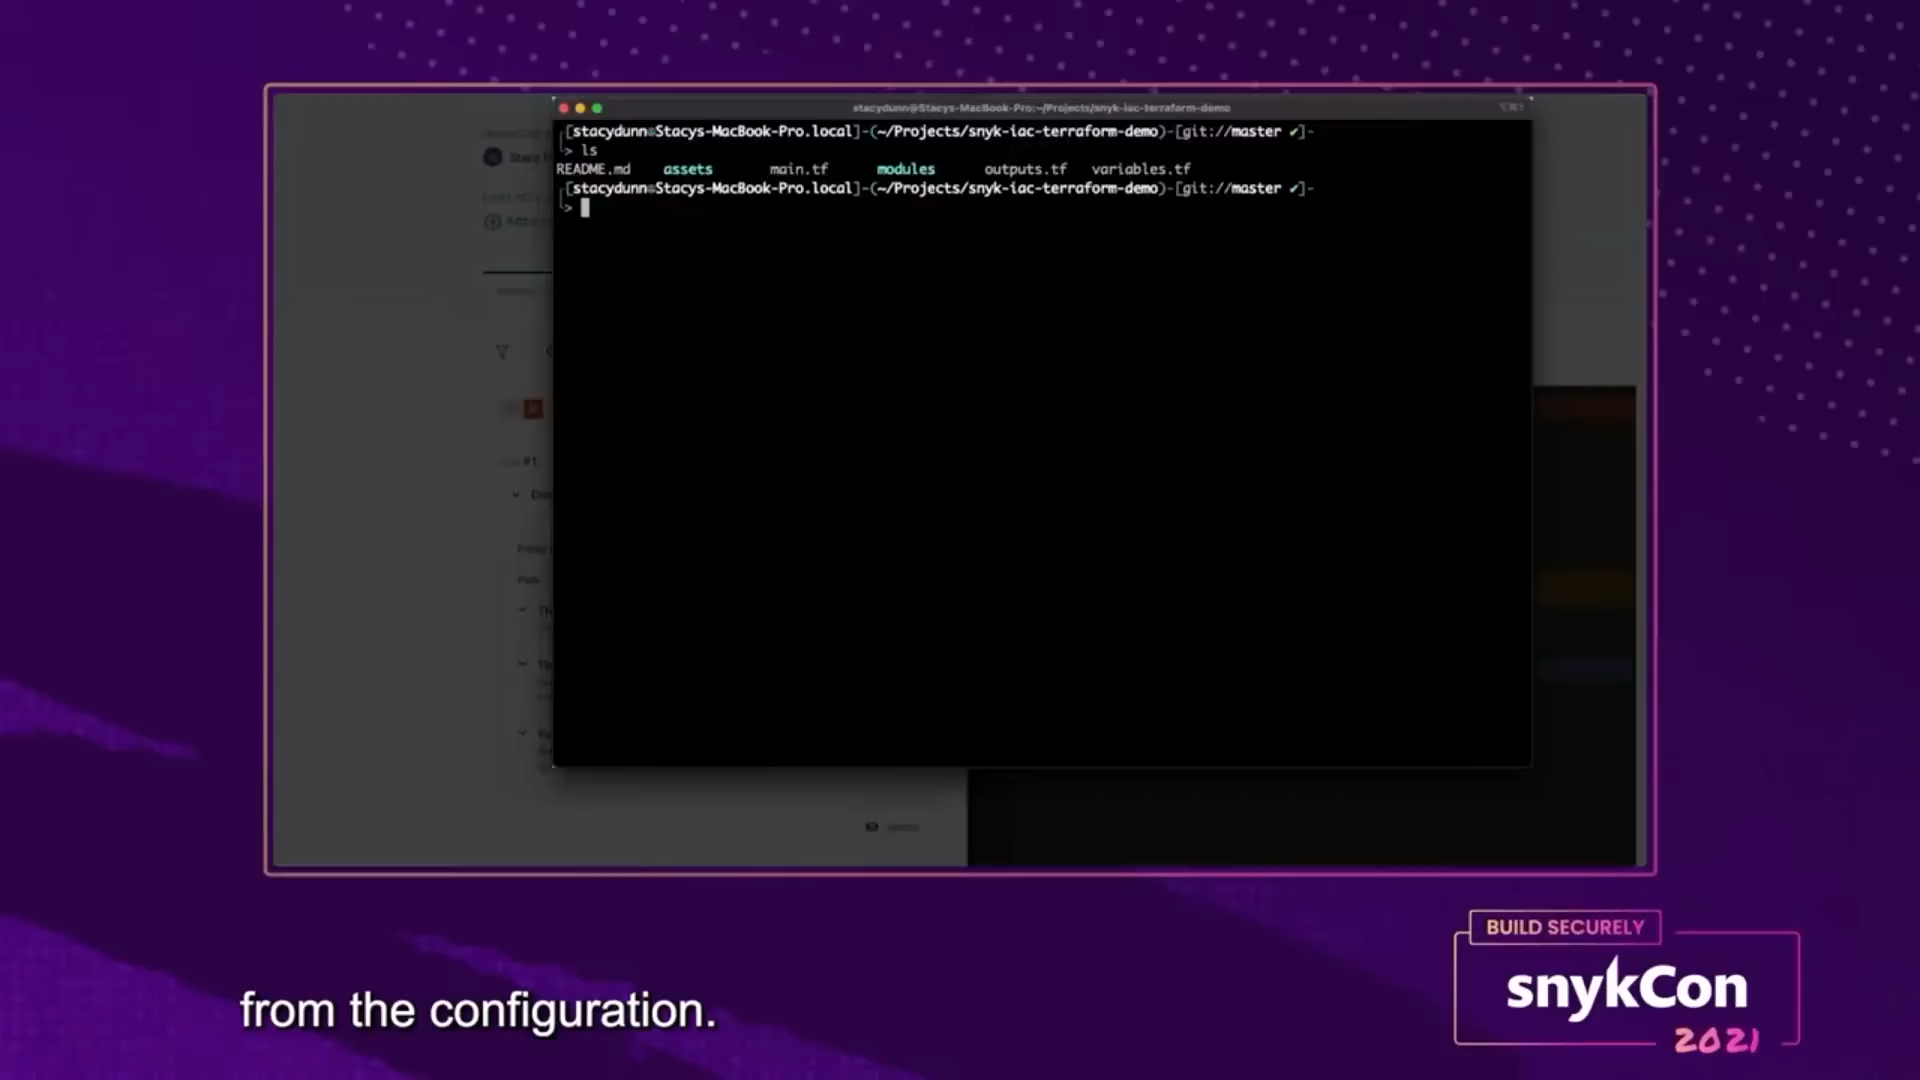 stacydunn@Stacys-MacBook-Pro:~/Projects/snyk-iac-terraform-demo
[stacydunn@Stacys-MacBook-Pro.local]-(~/Projects/snyk-iac-terraform-demo)-[git://master ✔]-
> ls
README.md assets main.tf modules outputs.tf variables.tf
[stacydunn@Stacys-MacBook-Pro.local]-(~/Projects/snyk-iac-terraform-demo)-[git://master ✔]-
>
#1
from the configuration.
BUILD SECURELY
snykCon
2021